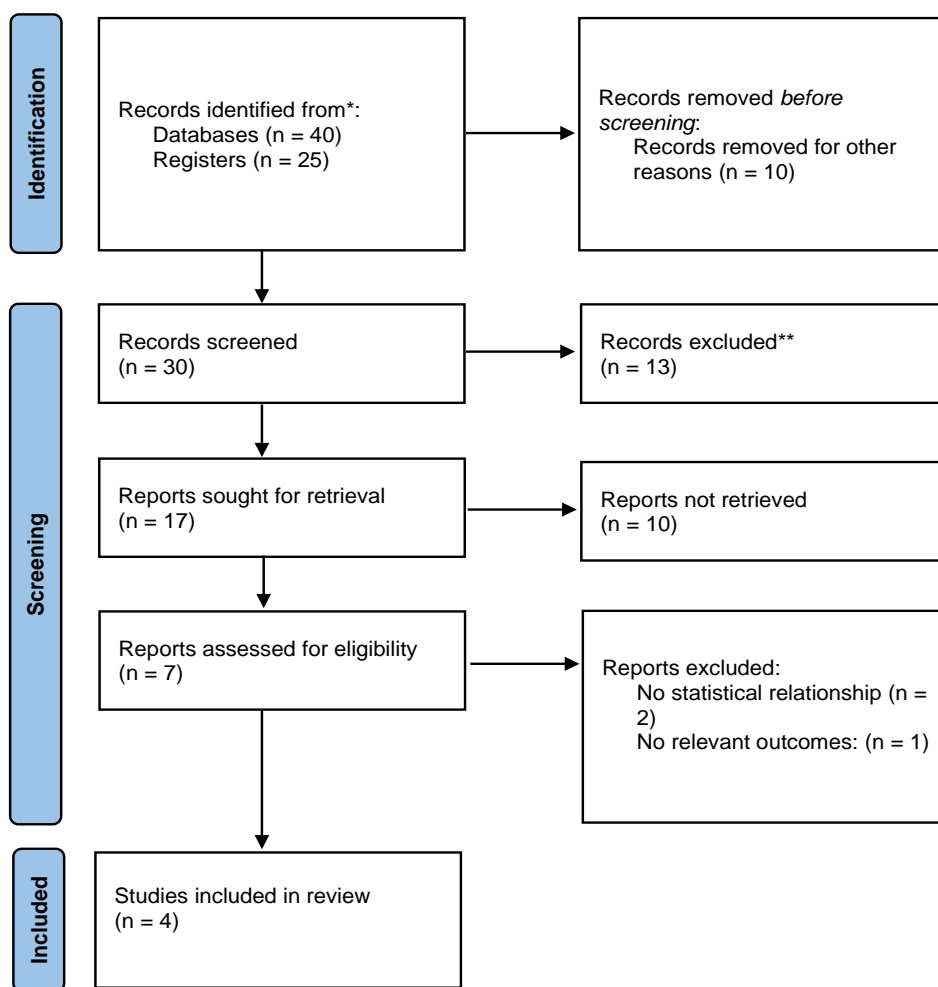 Identification
Records identified from*:
Databases (n = 40)
Registers (n = 25)
Records removed before
screening:
Records removed for other
reasons (n = 10)
Screening
Records screened
(n = 30)
Records excluded**
(n = 13)
Reports sought for retrieval
(n = 17)
Reports not retrieved
(n = 10)
Reports assessed for eligibility
(n = 7)
Reports excluded:
No statistical relationship (n =
2)
No relevant outcomes: (n = 1)
Included
Studies included in review
(n = 4)